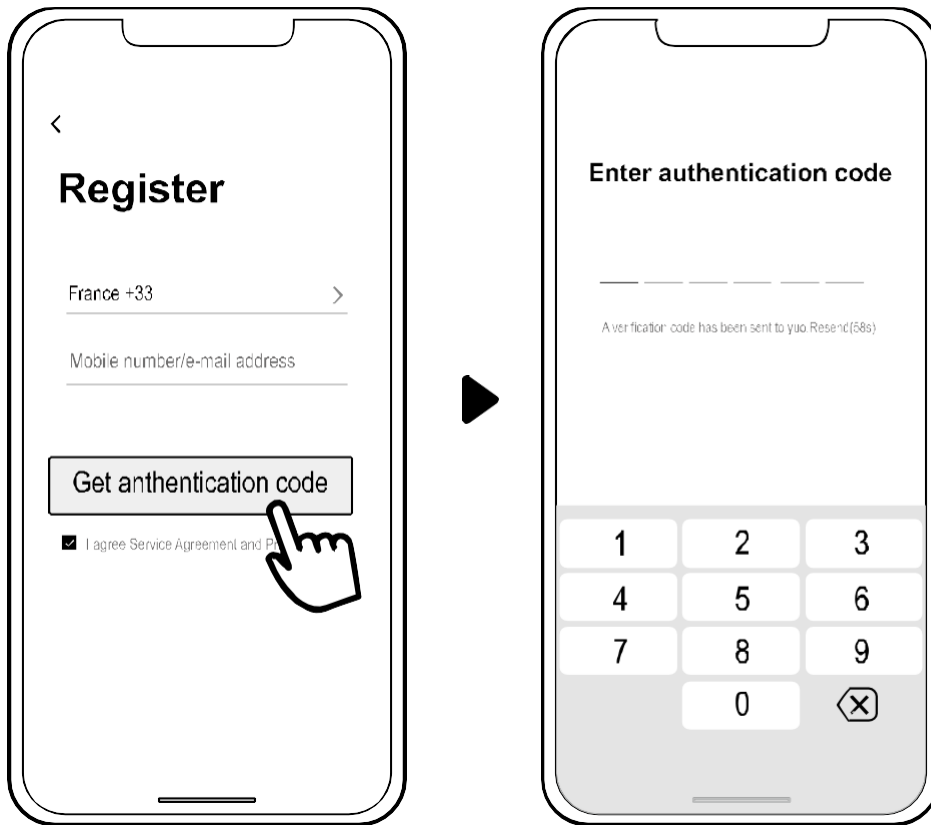 Register
France +33
Mobile number/e-mail address
Get anthentication code
I agree Service Agreement and
Enter authentication code
A verification code has been sent to yuo.Resend(58s)
1 2 3
4 5 6
7 8 9
0